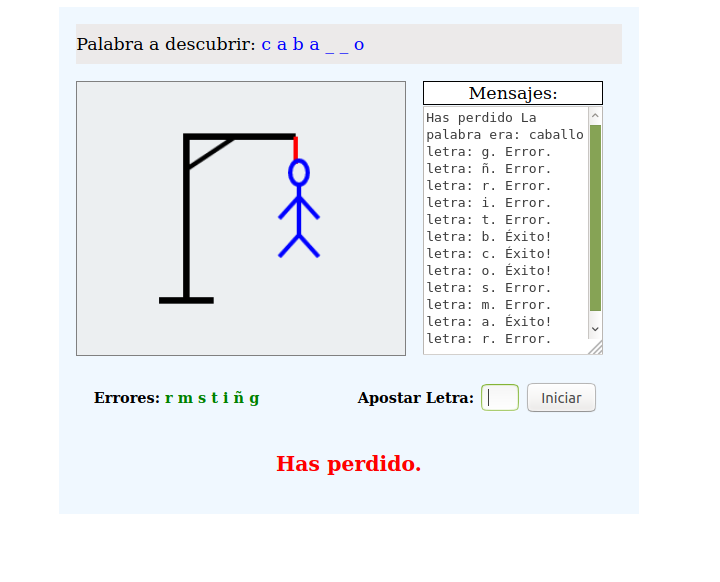 Palabra a descubrir: c a b a _ _ o
Mensajes:
Has perdido La
palabra era: caballo
letra: g. Error.
letra: ñ. Error.
letra: r. Error.
letra: i. Error.
letra: t. Error.
letra: b. Éxito!
letra: c. Éxito!
letra: o. Éxito!
letra: s. Error.
letra: m. Error.
letra: a. Éxito!
letra: r. Error.
Errores: r m s t i ñ g
Apostar Letra:
Iniciar
Has perdido.